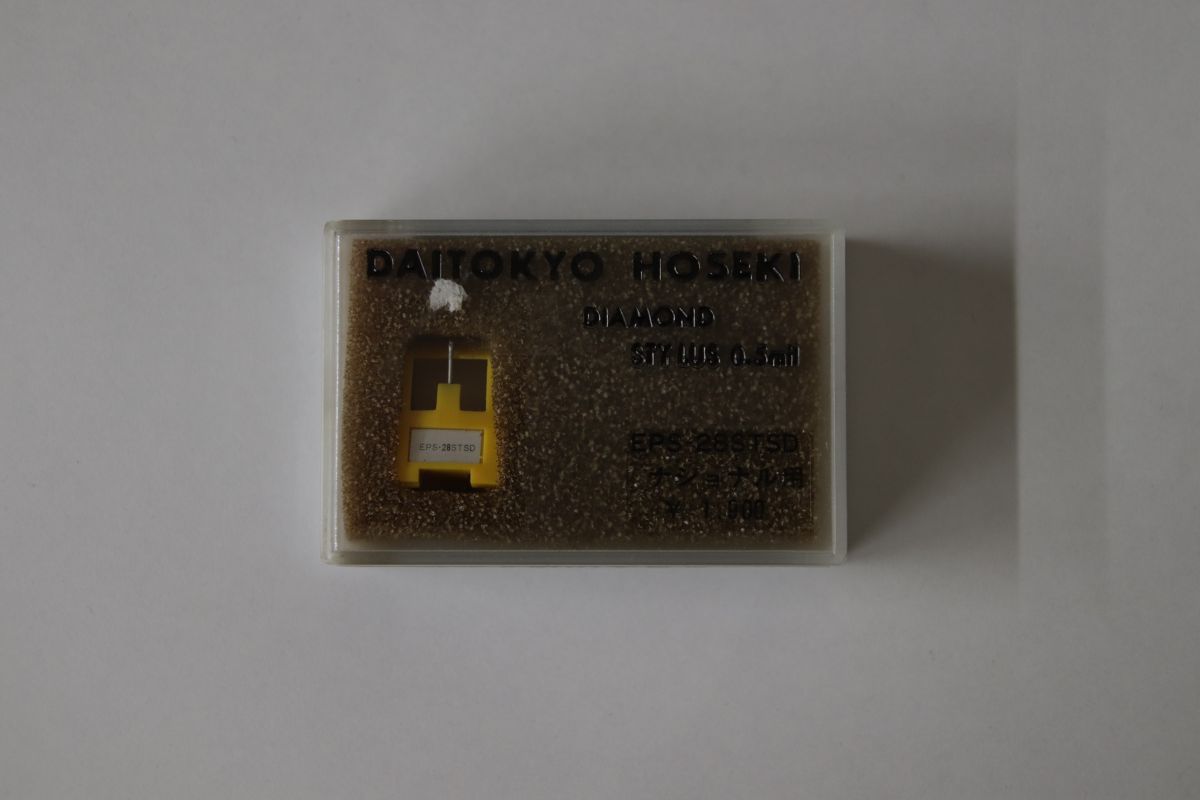 DAITOKYO HOSEKI
DIAMOND
STYLUS 0.5mil
EPS-28STSD
EPS-28STSD
ナショナル用
¥ 1,900